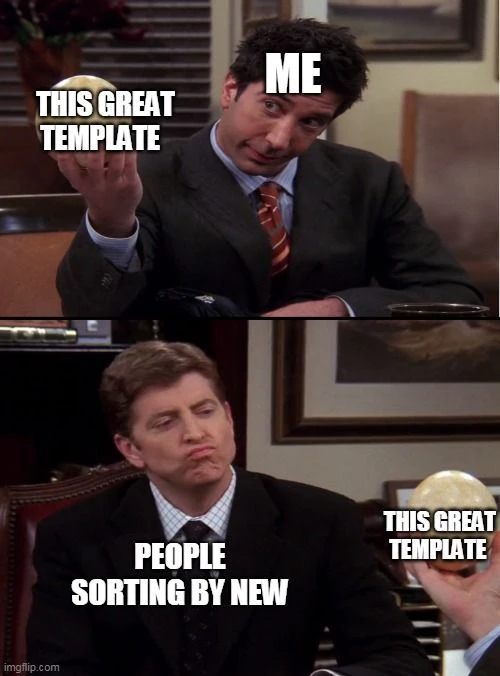 ME
THIS GREAT
TEMPLATE
PEOPLE
SORTING BY NEW
THIS GREAT
TEMPLATE
imgflip.com